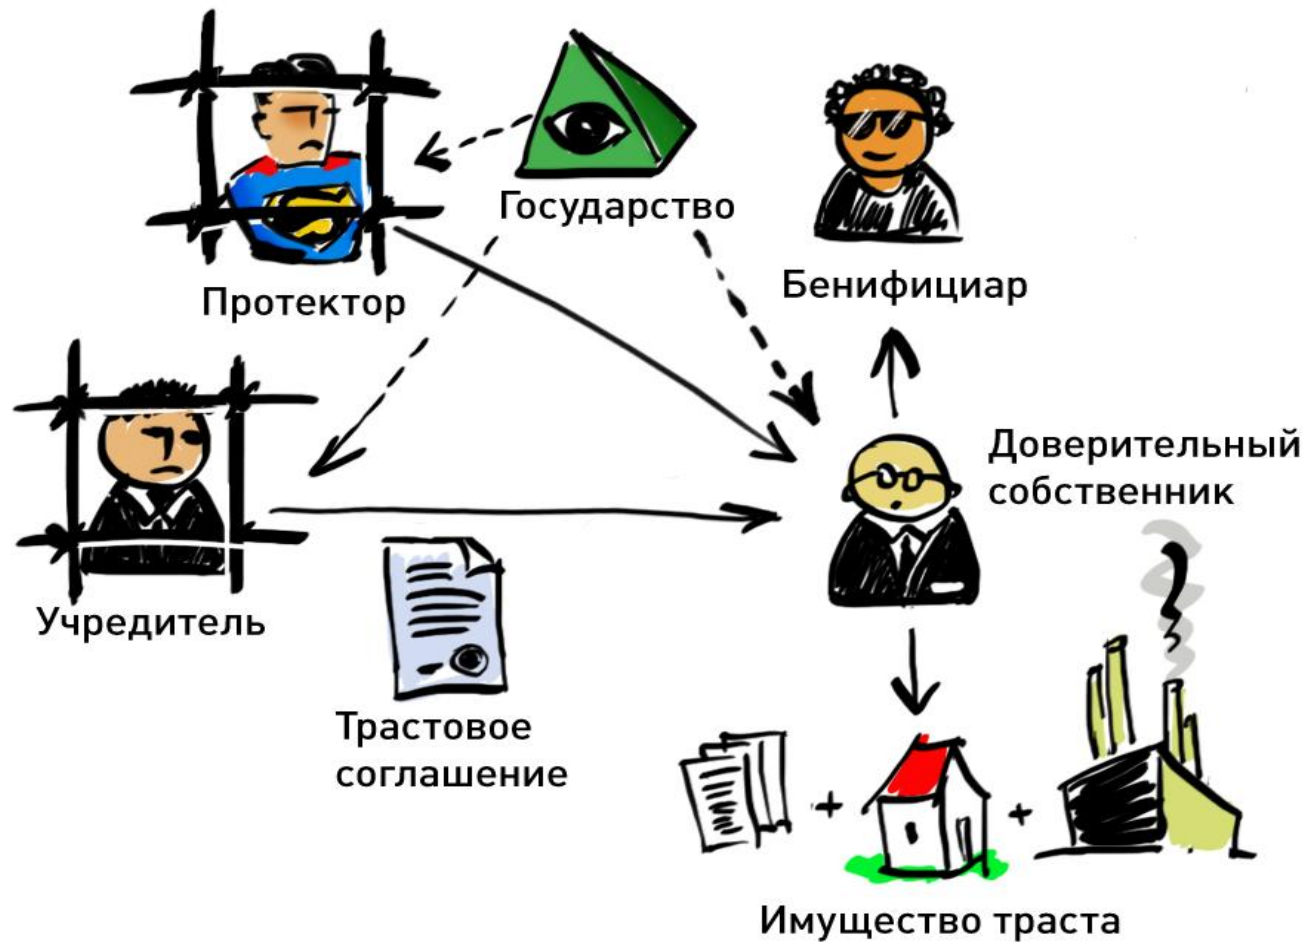 Государство
Бенифициар
Протектор
Доверительный
собственник
Учредитель
Трастовое
соглашение
Имущество траста